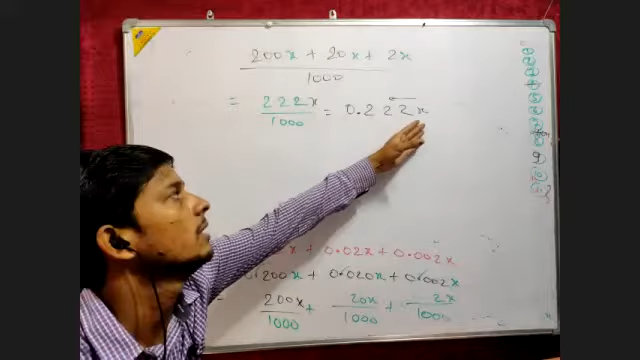 200x + 20x + 2x
1000
= 222x/1000 = 0.222x
x + 0.02x + 0.002x
0.200x + 0.020x + 0.002x
= 200x/1000 + 20x/1000 + 2x/1000